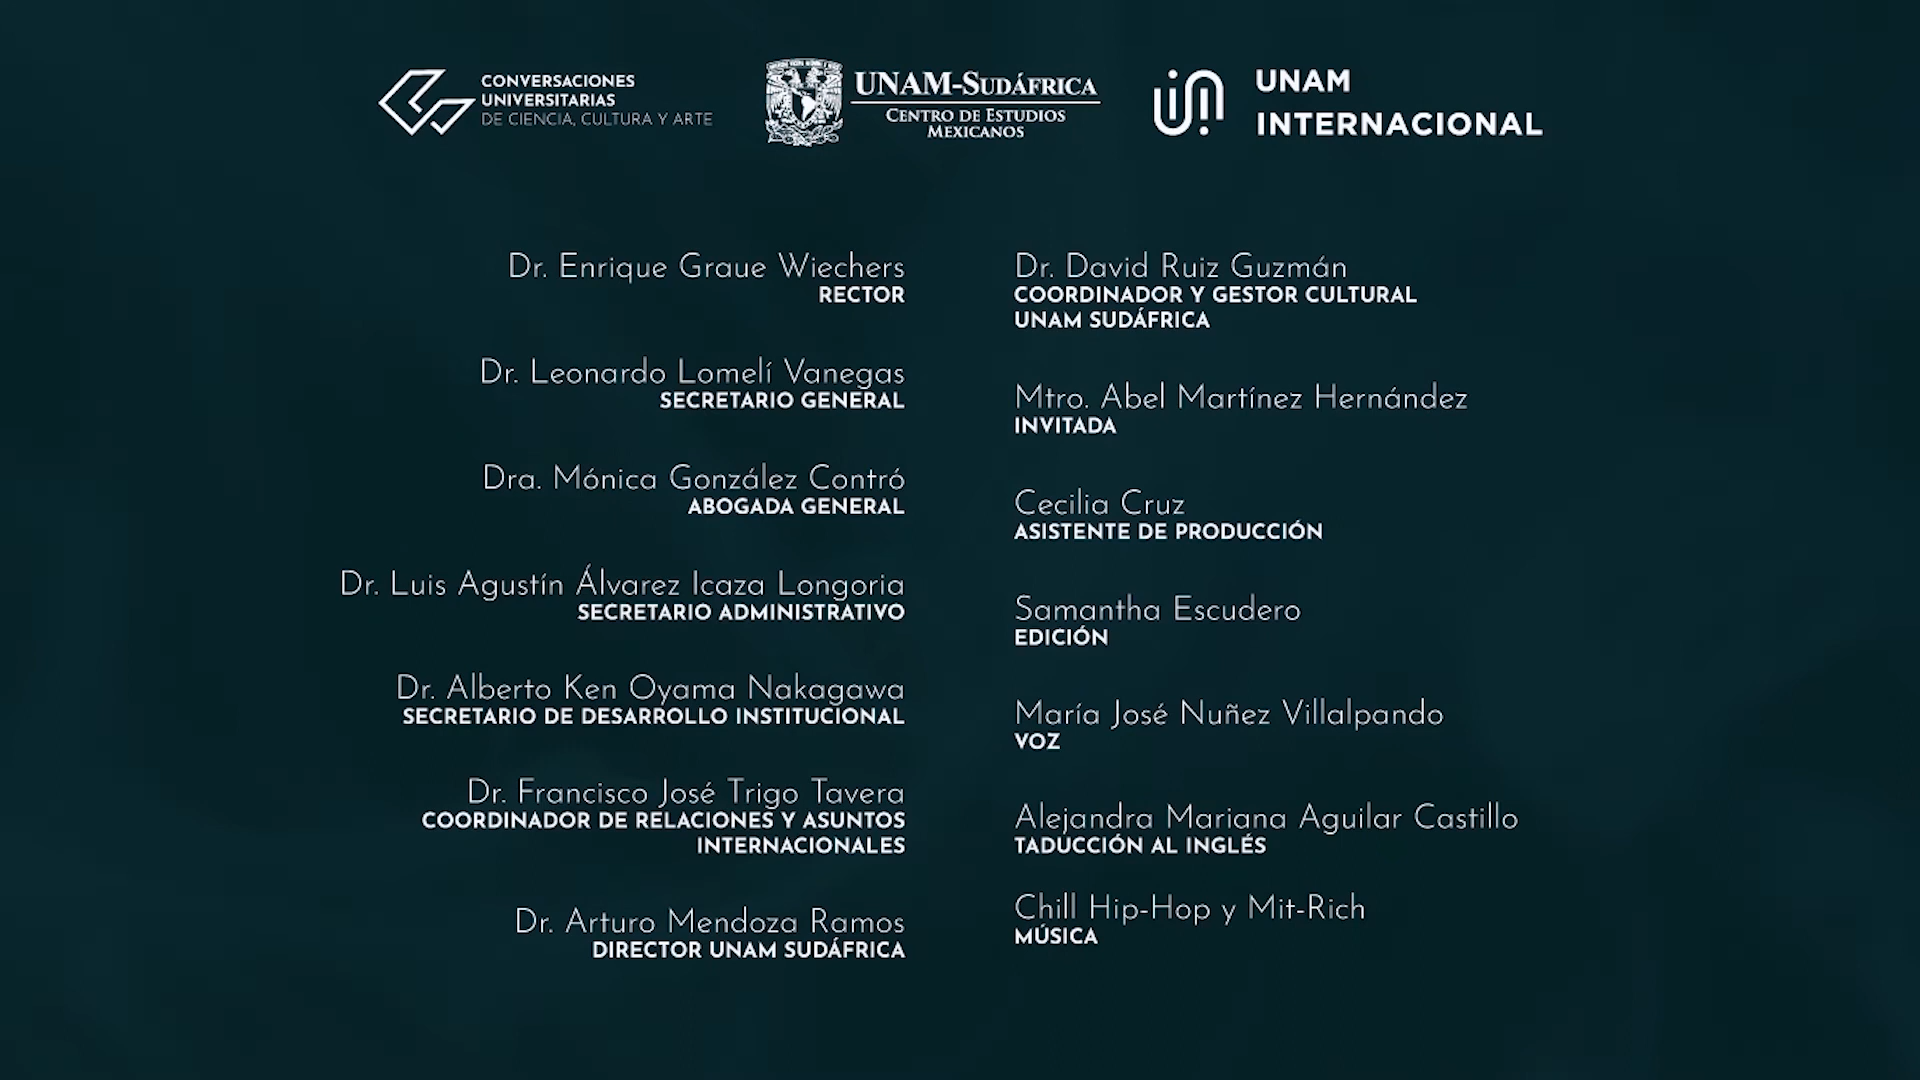 CONVERSACIONES
UNIVERSITARIAS
DE CIENCIA, CULTURA Y ARTE
UNAM-SUDÁFRICA
CENTRO DE ESTUDIOS
MEXICANOS
UNAM
INTERNACIONAL
Dr. Enrique Graue Wiechers
RECTOR
Dr. Leonardo Lomelí Vanegas
SECRETARIO GENERAL
Dra. Mónica González Contró
ABOGADA GENERAL
Dr. Luis Agustín Álvarez Icaza Longoria
SECRETARIO ADMINISTRATIVO
Dr. Alberto Ken Oyama Nakagawa
SECRETARIO DE DESARROLLO INSTITUCIONAL
Dr. Francisco José Trigo Tavera
COORDINADOR DE RELACIONES Y ASUNTOS
INTERNACIONALES
Dr. Arturo Mendoza Ramos
DIRECTOR UNAM SUDÁFRICA
Dr. David Ruiz Guzmán
COORDINADOR Y GESTOR CULTURAL
UNAM SUDÁFRICA
Mtro. Abel Martínez Hernández
INVITADA
Cecilia Cruz
ASISTENTE DE PRODUCCIÓN
Samantha Escudero
EDICIÓN
María José Nuñez Villalpando
VOZ
Alejandra Mariana Aguilar Castillo
TADUCCIÓN AL INGLÉS
Chill Hip-Hop y Mit-Rich
MÚSICA